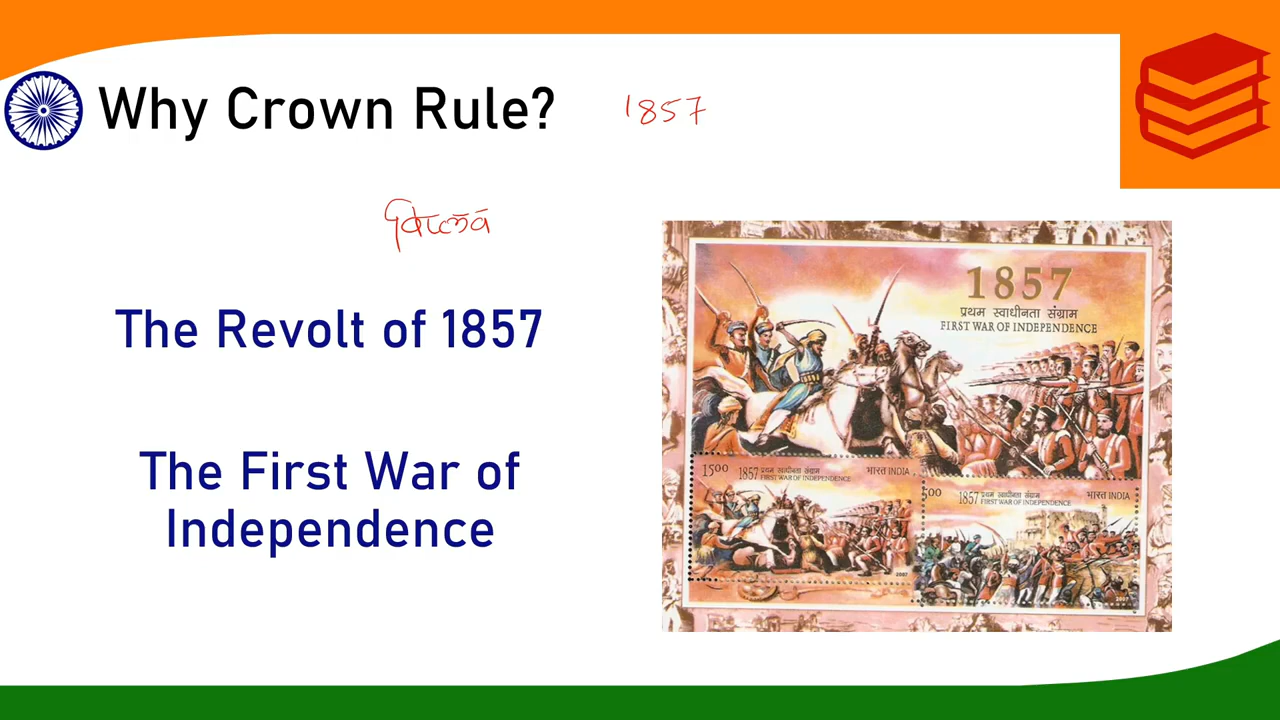 Why Crown Rule? 1857
विप्लव
The Revolt of 1857
The First War of
Independence
1857
प्रथम स्वाधीनता संग्राम
FIRST WAR OF INDEPENDENCE
1500 1857 प्रथम स्वाधीनता संग्राम भारत INDIA
FIRST WAR OF INDEPENDENCE
2007
500 1857 प्रथम स्वाधीनता संग्राम भारत INDIA
FIRST WAR OF INDEPENDENCE
2007